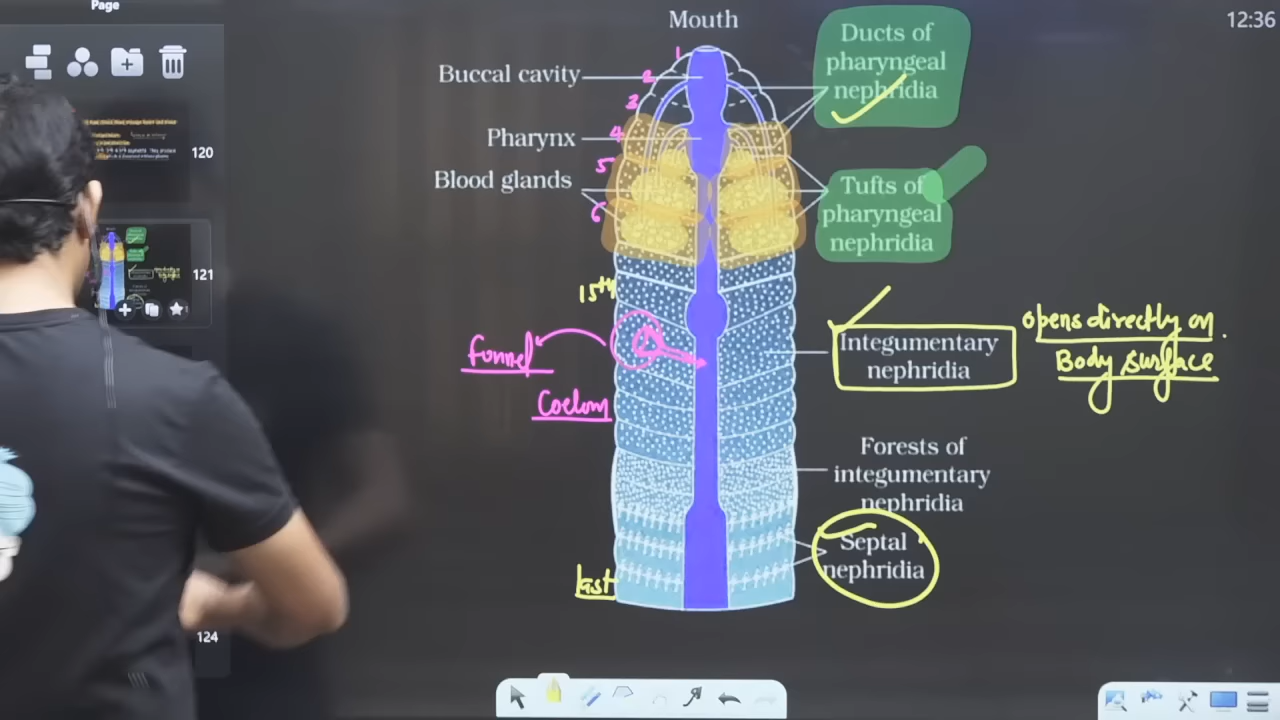 Page
12:36
Mouth
Ducts of
pharyngeal
nephridia
Buccal cavity
1
2
3
Pharynx
4
Blood glands
5
6
Tufts of
pharyngeal
nephridia
120
121
15th
Integumentary
nephridia
opens directly on
Body surface
funnel
Coelom
Forests of
integumentary
nephridia
Septal
nephridia
last
124